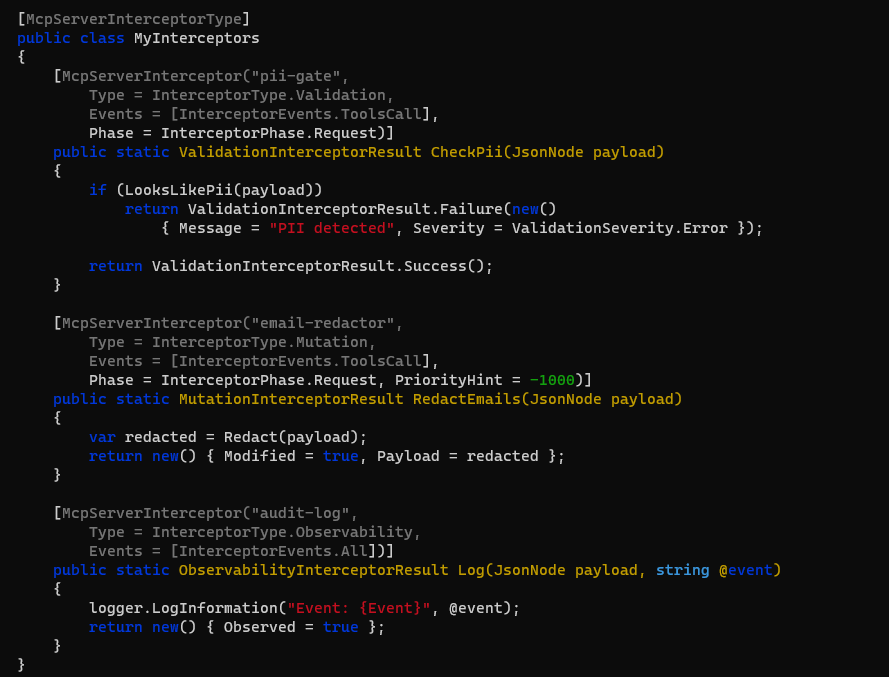 [McpServerInterceptorType]
public class MyInterceptors
{
    [McpServerInterceptor("pii-gate",
        Type = InterceptorType.Validation,
        Events = [InterceptorEvents.ToolsCall],
        Phase = InterceptorPhase.Request)]
    public static ValidationInterceptorResult CheckPii(JsonNode payload)
    {
        if (LooksLikePii(payload))
            return ValidationInterceptorResult.Failure(new()
                { Message = "PII detected", Severity = ValidationSeverity.Error });

        return ValidationInterceptorResult.Success();
    }

    [McpServerInterceptor("email-redactor",
        Type = InterceptorType.Mutation,
        Events = [InterceptorEvents.ToolsCall],
        Phase = InterceptorPhase.Request, PriorityHint = -1000)]
    public static MutationInterceptorResult RedactEmails(JsonNode payload)
    {
        var redacted = Redact(payload);
        return new() { Modified = true, Payload = redacted };
    }

    [McpServerInterceptor("audit-log",
        Type = InterceptorType.Observability,
        Events = [InterceptorEvents.All])]
    public static ObservabilityInterceptorResult Log(JsonNode payload, string @event)
    {
        logger.LogInformation("Event: {Event}", @event);
        return new() { Observed = true };
    }
}